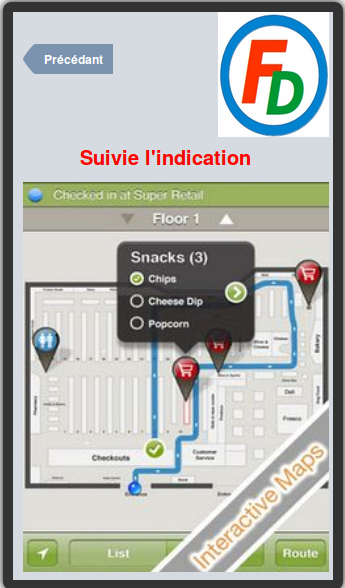 Précédant
FD
Suivie l'indication
Checked in at Super Retail
Floor 1
Snacks (3)
Chips
Cheese Dip
Popcorn
Wine & Cheese
Bakery
Deli
Fresco
Pharmacy
Checkouts
Customer Service
Entrance
Interactive Maps
List
Route